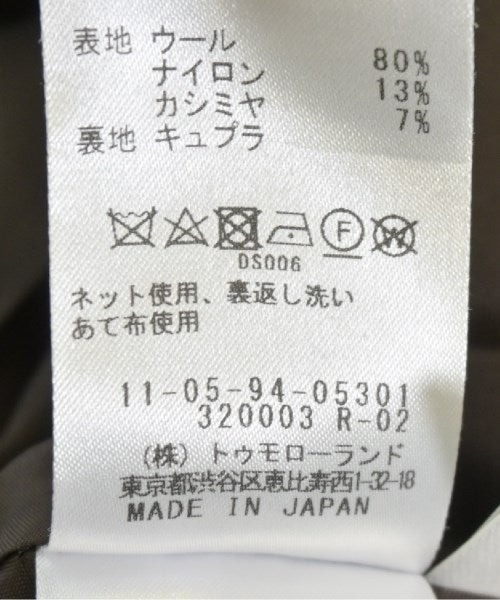 表地 ウール 80%
ナイロン 13%
カシミヤ 7%
裏地 キュプラ
F W
DS006
ネット使用、裏返し洗い
あて布使用
11-05-94-05301
320003 R-02
(株) トゥモローランド
東京都渋谷区恵比寿西1-32-18
MADE IN JAPAN